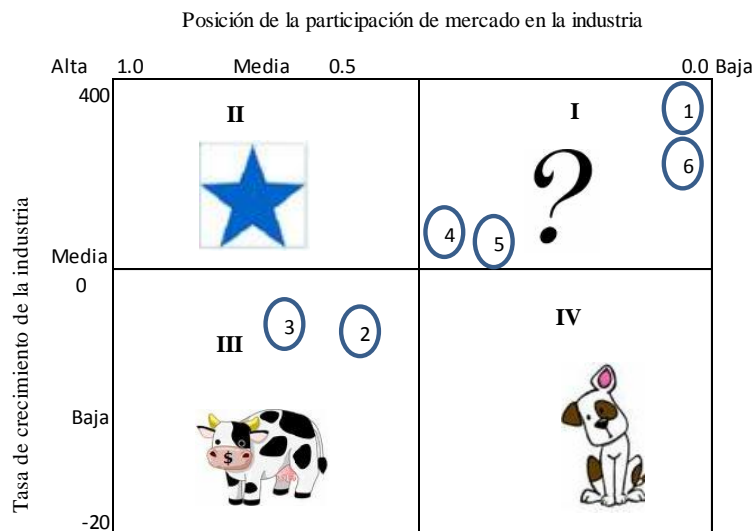 Posición de la participación de mercado en la industria
Alta 1.0 Media 0.5 0.0 Baja
400
II
I
1
6
?
4
5
Media
0
Tasa de crecimiento de la industria
3
2
III
IV
Baja
$
-20